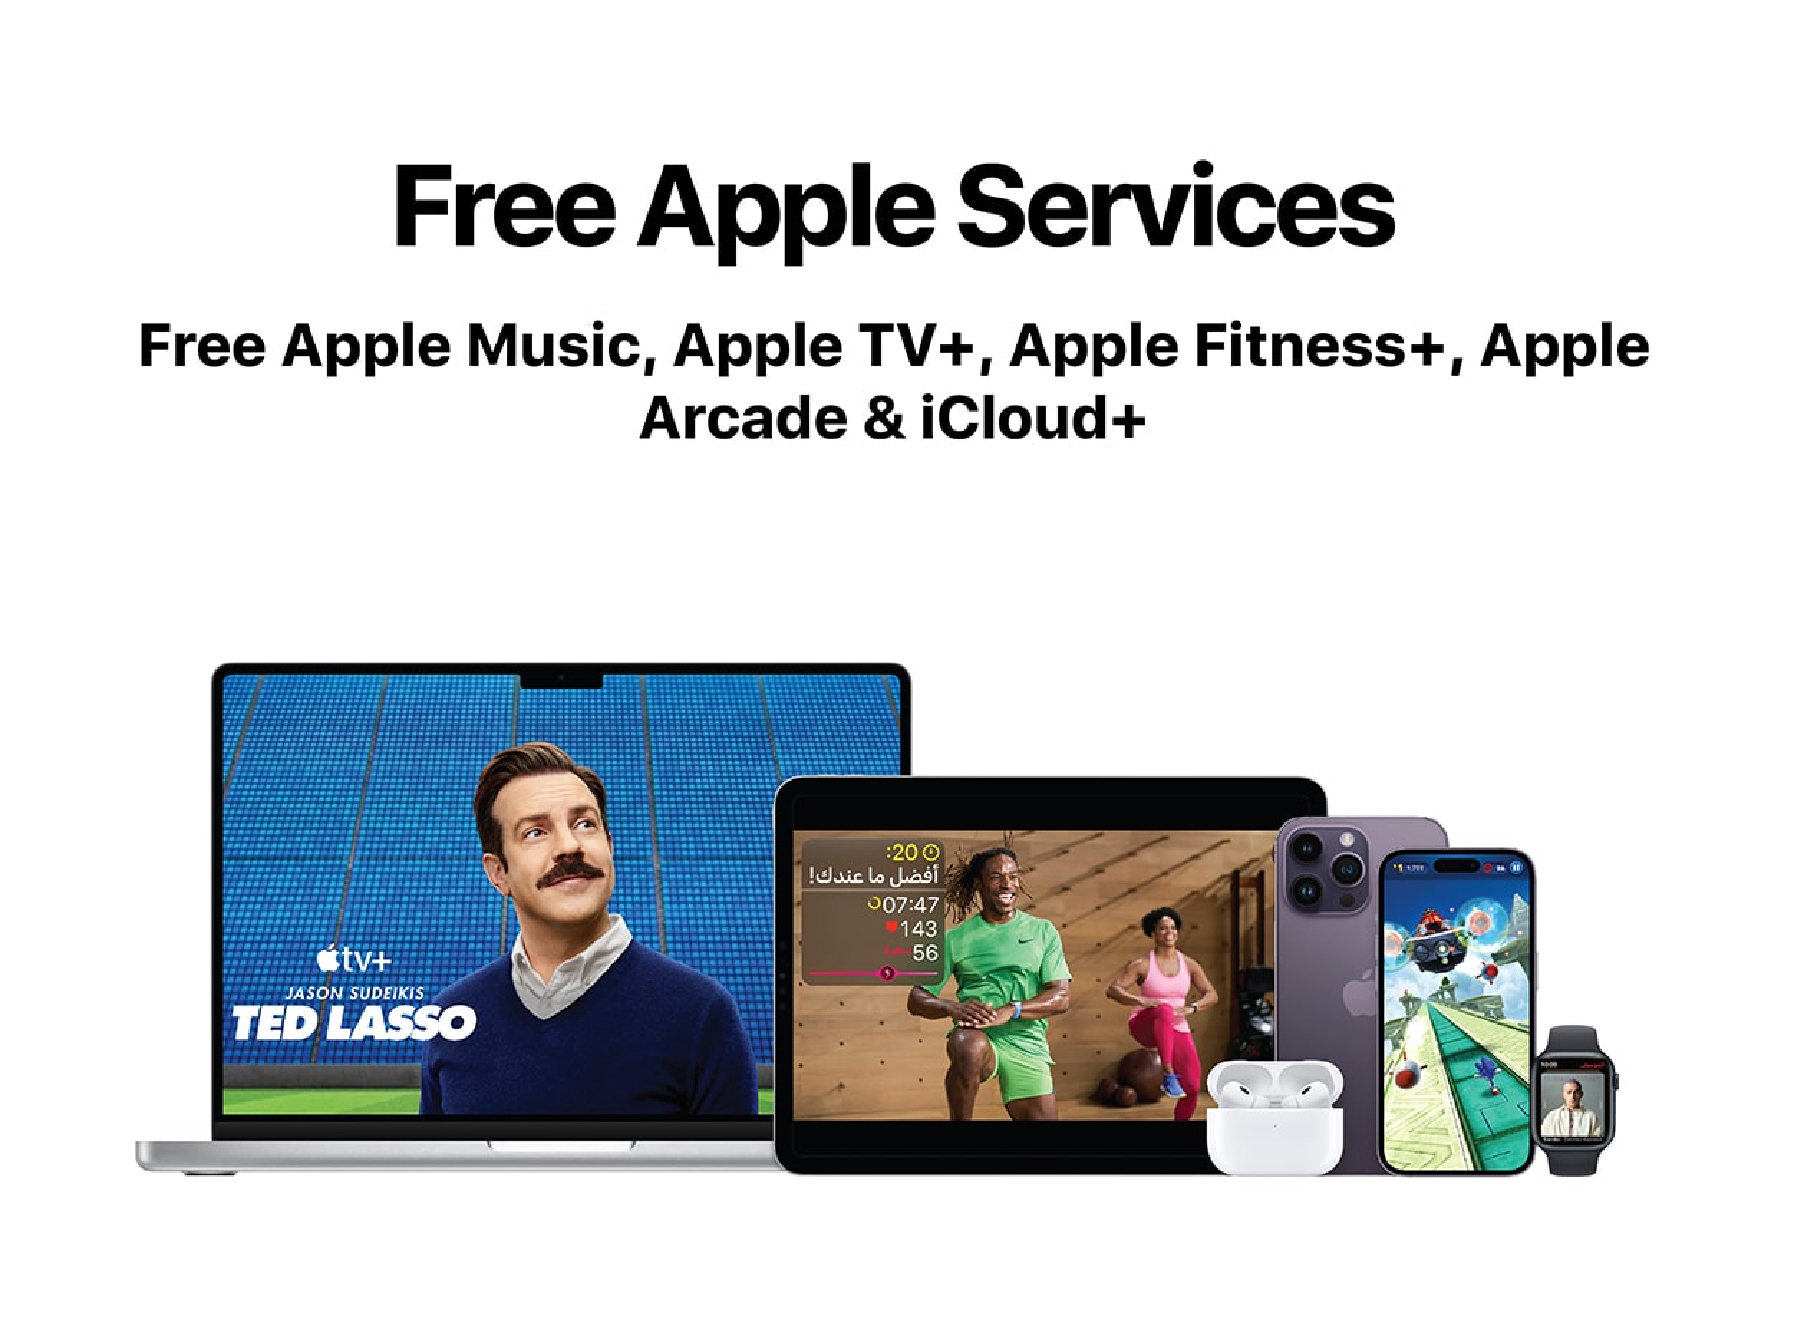 Free Apple Services
Free Apple Music, Apple TV+, Apple Fitness+, Apple
Arcade & iCloud+
tv+
JASON SUDEIKIS
TED LASSO
:20
أفضل ما عندك!
07:47
143
56